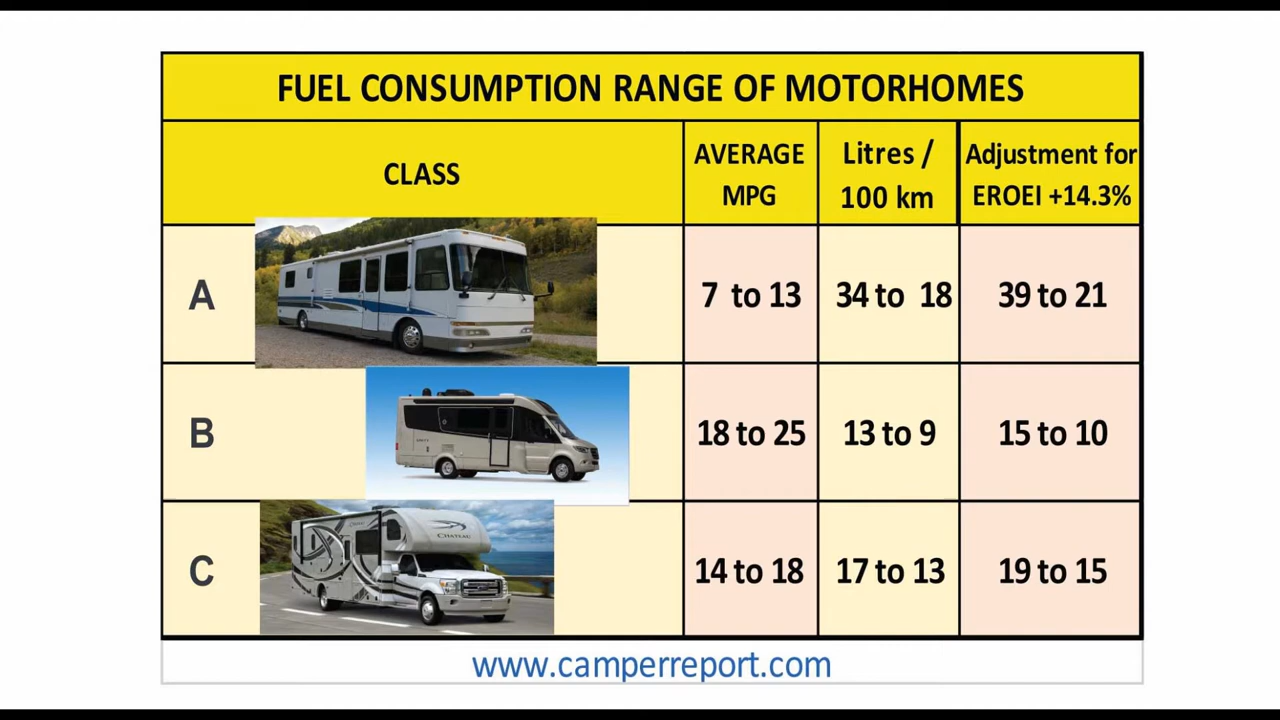 FUEL CONSUMPTION RANGE OF MOTORHOMES
CLASS
AVERAGE
MPG
Litres /
100 km
Adjustment for
EROEI +14.3%
A
7 to 13
34 to 18
39 to 21
B
18 to 25
13 to 9
15 to 10
C
CHATEAU
14 to 18
17 to 13
19 to 15
www.camperreport.com